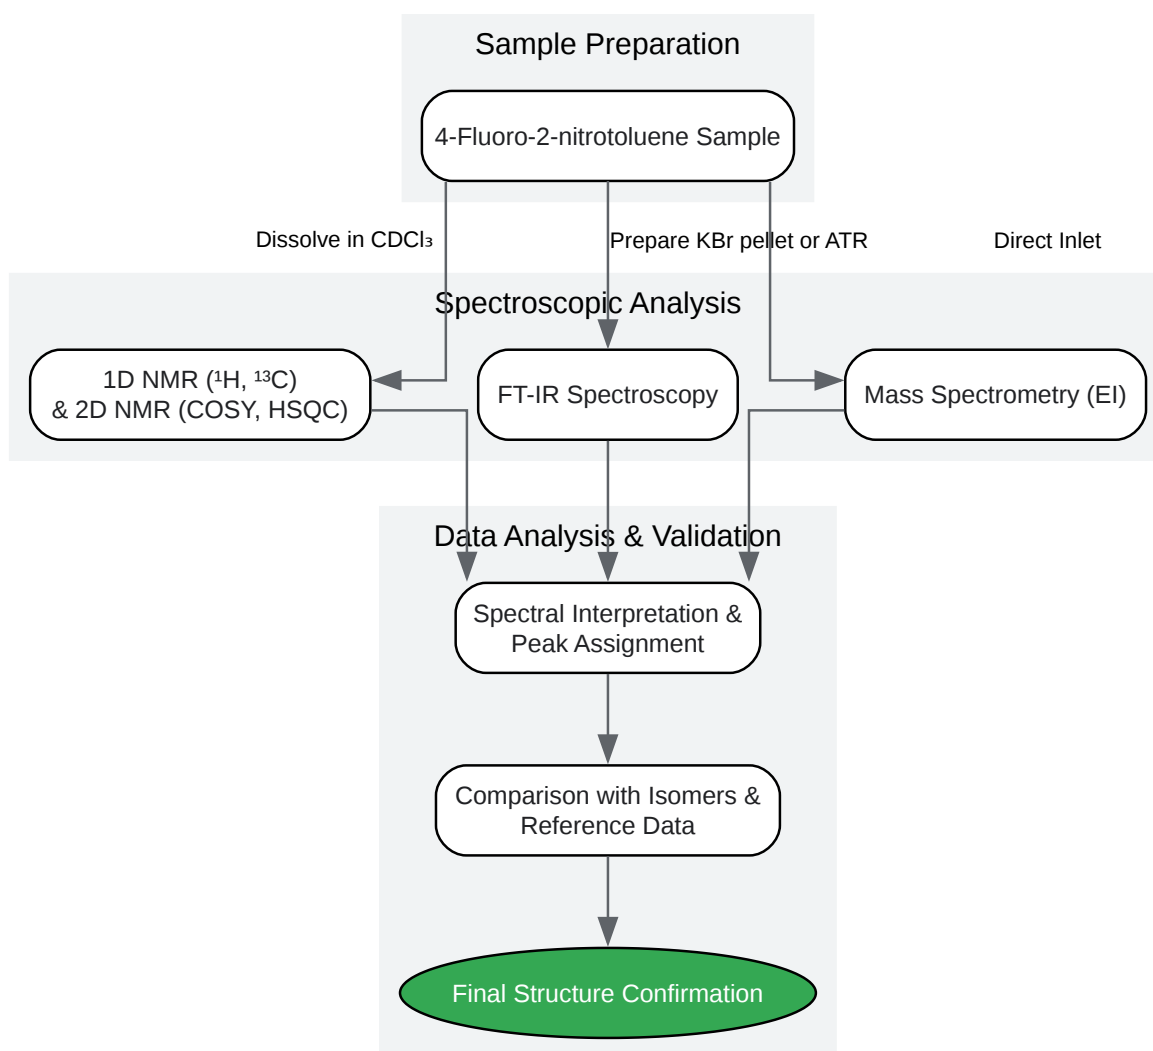 Sample Preparation
4-Fluoro-2-nitrotoluene Sample
Dissolve in CDCl₃
Prepare KBr pellet or ATR
Direct Inlet
Spectroscopic Analysis
1D NMR (¹H, ¹³C)
& 2D NMR (COSY, HSQC)
FT-IR Spectroscopy
Mass Spectrometry (EI)
Data Analysis & Validation
Spectral Interpretation &
Peak Assignment
Comparison with Isomers &
Reference Data
Final Structure Confirmation